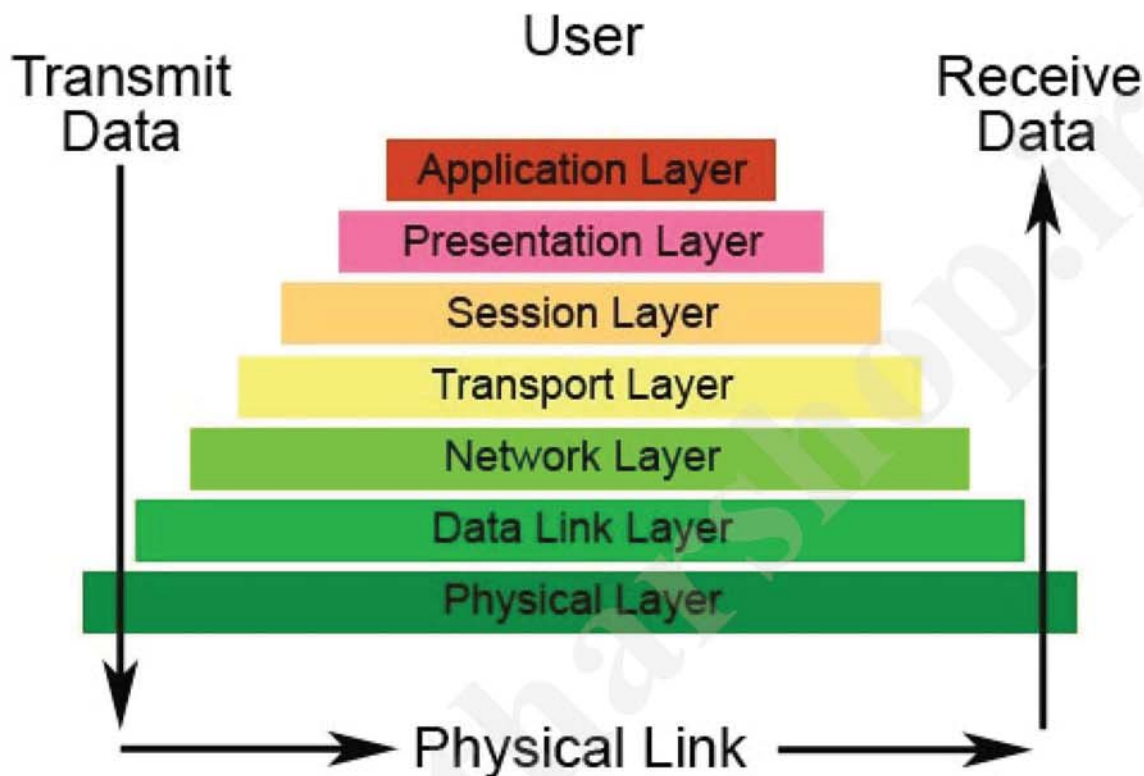 User
Transmit
Data
Receive
Data
Application Layer
Presentation Layer
Session Layer
Transport Layer
Network Layer
Data Link Layer
Physical Layer
Physical Link